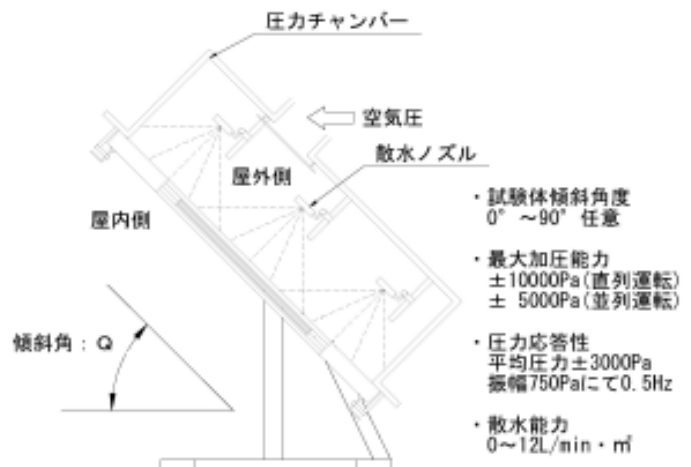 圧力チャンバー
空気圧
散水ノズル
屋外側
屋内側
傾斜角：Q
・試験体傾斜角度
0°～90°任意
・最大加圧能力
±10000Pa(直列運転)
± 5000Pa(並列運転)
・圧力応答性
平均圧力±3000Pa
振幅750Paにて0.5Hz
・散水能力
0～12L/min・㎡